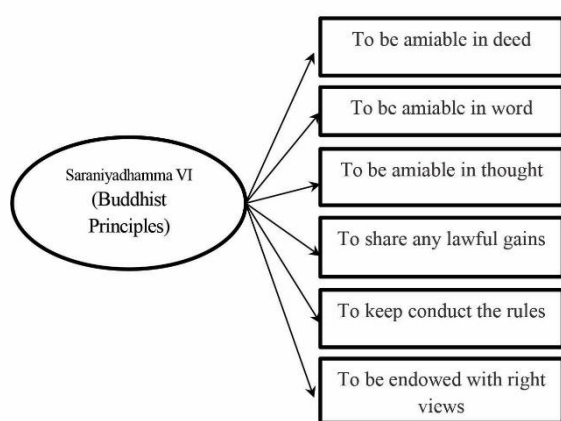 Saraniyadhamma VI
(Buddhist
Principles)
To be amiable in deed
To be amiable in word
To be amiable in thought
To share any lawful gains
To keep conduct the rules
To be endowed with right
views